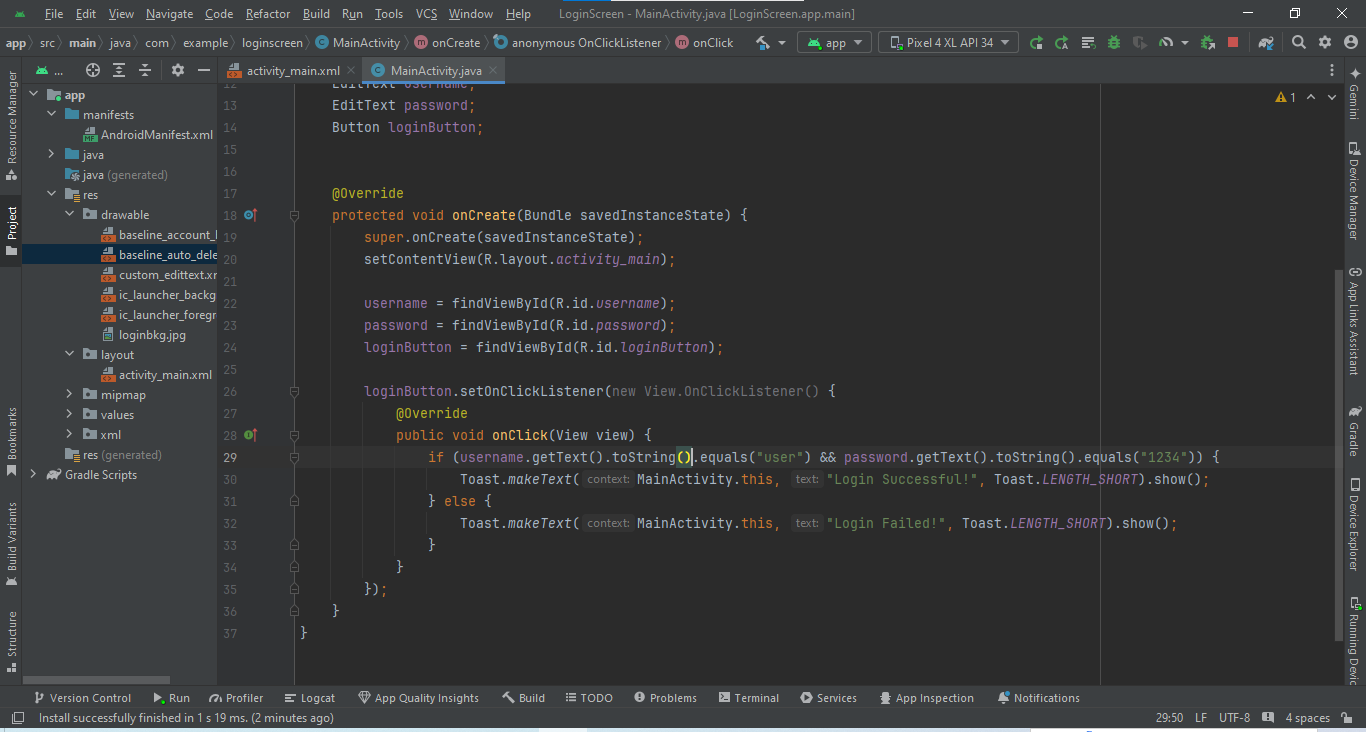 File Edit View Navigate Code Refactor Build Run Tools VCS Window Help LoginScreen - MainActivity.java [LoginScreen.app.main]
app src main java com example loginscreen MainActivity onCreate anonymous OnClickListener onClick app Pixel 4 XL API 34
... activity_main.xml MainActivity.java
Resource Manager
Project
Bookmarks
Build Variants
Structure
app
manifests
AndroidManifest.xml
java
java (generated)
res
drawable
baseline_account_
baseline_auto_dele
custom_edittext.xr
ic_launcher_backg
ic_launcher_foregr
loginbkg.jpg
layout
activity_main.xml
mipmap
values
xml
res (generated)
Gradle Scripts
12 EditText username;
13 EditText password;
14 Button loginButton;
15
16
17 @Override
18 protected void onCreate(Bundle savedInstanceState) {
19 super.onCreate(savedInstanceState);
20 setContentView(R.layout.activity_main);
21
22 username = findViewById(R.id.username);
23 password = findViewById(R.id.password);
24 loginButton = findViewById(R.id.loginButton);
25
26 loginButton.setOnClickListener(new View.OnClickListener() {
27 @Override
28 public void onClick(View view) {
29 if (username.getText().toString().equals("user") && password.getText().toString().equals("1234")) {
30 Toast.makeText( context: MainActivity.this, text: "Login Successful!", Toast.LENGTH_SHORT).show();
31 } else {
32 Toast.makeText( context: MainActivity.this, text: "Login Failed!", Toast.LENGTH_SHORT).show();
33 }
34 }
35 });
36 }
37 }
1
Gemini
Device Manager
App Links Assistant
Gradle
Device Explorer
Running Devic
Version Control Run Profiler Logcat App Quality Insights Build TODO Problems Terminal Services App Inspection Notifications
Install successfully finished in 1 s 19 ms. (2 minutes ago) 29:50 LF UTF-8 4 spaces